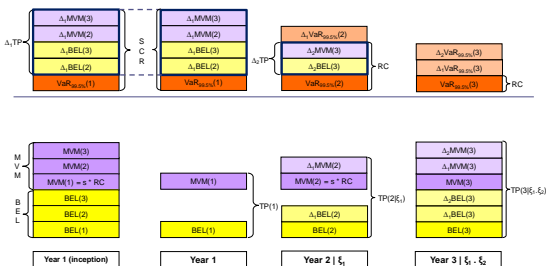 Δ₁VaR₉₉.₅%(2)
Δ₁MVM(3)
Δ₁MVM(3)
Δ₁MVM(2)
Δ₁MVM(2)
Δ₂MVM(3)
Δ₂VaR₉₉.₅%(3)
Δ₁TP
S
C
R
Δ₁BEL(3)
Δ₁BEL(3)
Δ₂TP
Δ₂BEL(3)
RC
Δ₁VaR₉₉.₅%(3)
Δ₁BEL(2)
Δ₁BEL(2)
VaR₉₉.₅%(1)
VaR₉₉.₅%(1)
VaR₉₉.₅%(2)
VaR₉₉.₅%(3)
RC
M
V
M
MVM(3)
MVM(2)
MVM(1) = s * RC
B
E
L
BEL(3)
BEL(2)
BEL(1)
MVM(1)
BEL(1)
TP(1)
Δ₁MVM(2)
MVM(2) = s * RC
Δ₁BEL(2)
BEL(2)
TP(2|ξ₁)
Δ₂MVM(3)
Δ₁MVM(3)
MVM(3)
Δ₂BEL(3)
Δ₁BEL(3)
BEL(3)
TP(3|ξ₁,ξ₂)
Year 1 (inception)
Year 1
Year 2 | ξ₁
Year 3 | ξ₁ , ξ₂